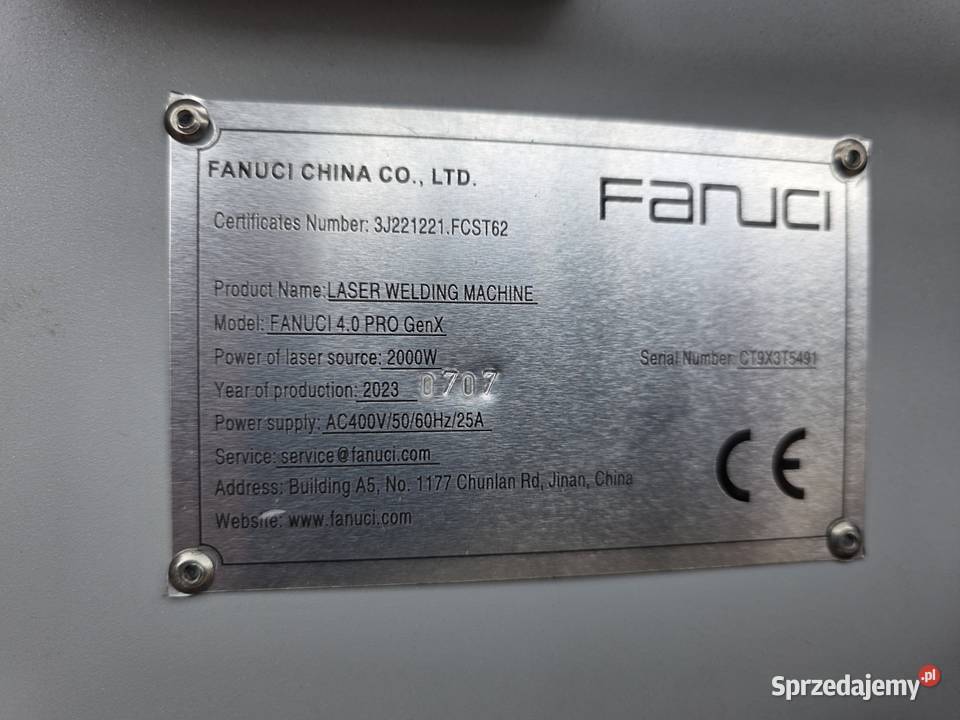 FANUCI CHINA CO., LTD.
FANUCI
Certificates Number: 3J221221.FCST62
Product Name: LASER WELDING MACHINE
Model: FANUCI 4.0 PRO GenX
Power of laser source: 2000W
Serial Number: CT9X3T5491
Year of production: 2023 0707
Power supply: AC400V/50/60Hz/25A
Service: service@fanuci.com
CE
Address: Building A5, No. 1177 Chunlan Rd, Jinan, China
Website: www.fanuci.com
Sprzedajemy.pl